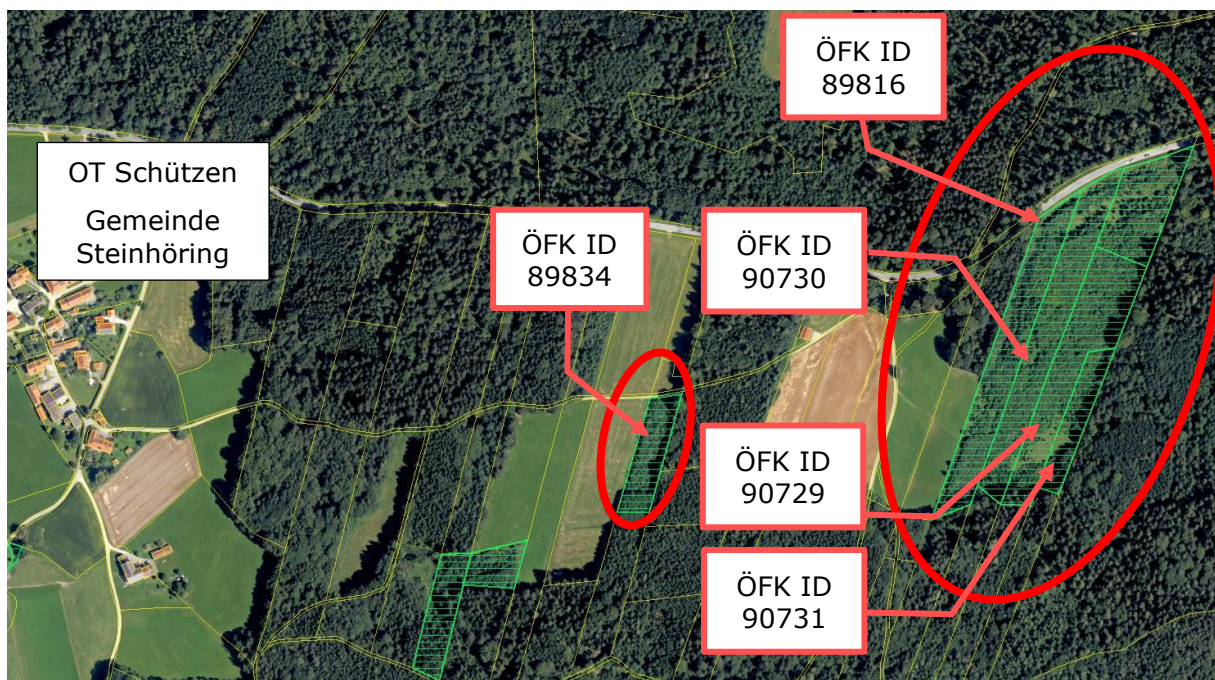 ÖFK ID
89816
OT Schützen
Gemeinde
Steinhöring
ÖFK ID
89834
ÖFK ID
90730
ÖFK ID
90729
ÖFK ID
90731